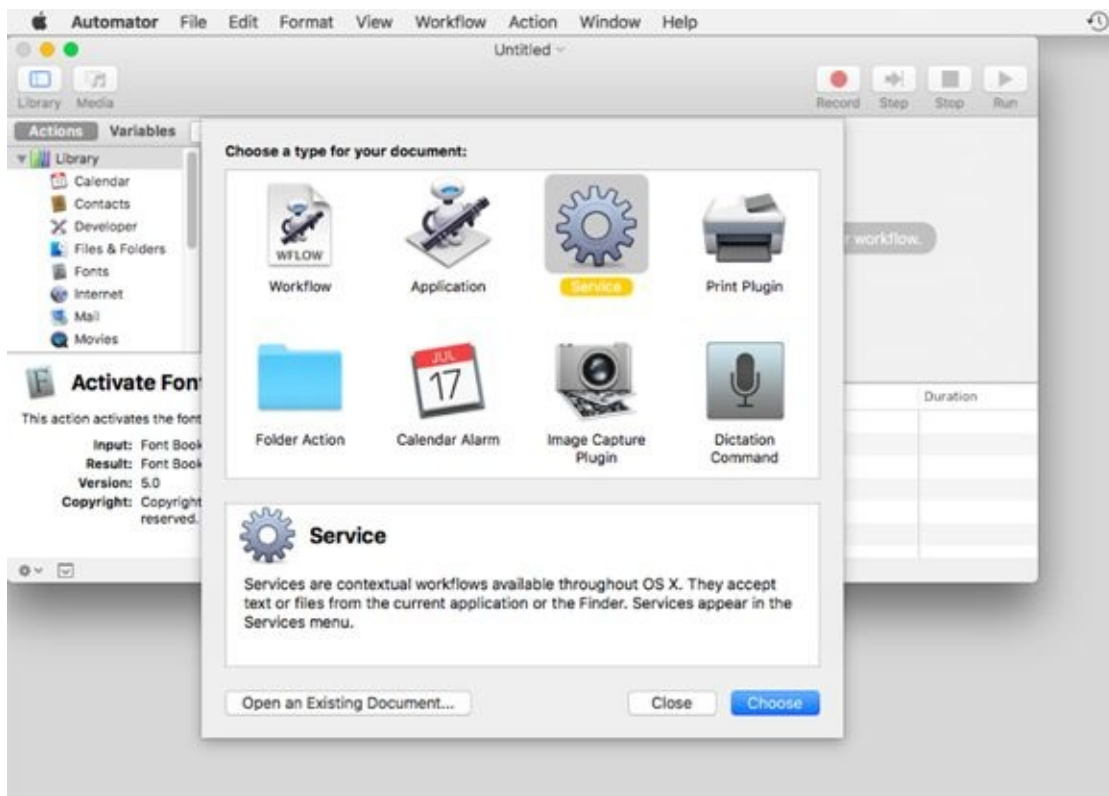 Automator File Edit Format View Workflow Action Window Help
Untitled
Library Media
Record Step Stop Run
Actions Variables
Library
Calendar
Contacts
Developer
Files & Folders
Fonts
Internet
Mail
Movies
Choose a type for your document:
WFLOW
Workflow
Application
Service
Print Plugin
r workflow.
JUL
17
Folder Action
Calendar Alarm
Image Capture
Plugin
Dictation
Command
Activate Fon
This action activates the font
Input: Font Book
Result: Font Book
Version: 5.0
Copyright: Copyright
reserved.
Duration
Service
Services are contextual workflows available throughout OS X. They accept
text or files from the current application or the Finder. Services appear in the
Services menu.
Open an Existing Document...
Close
Choose